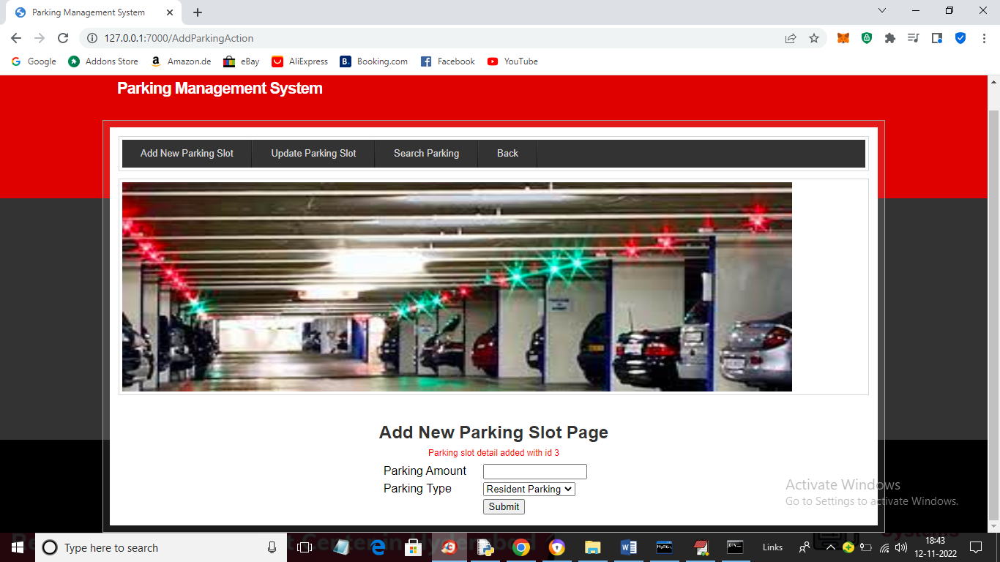 Parking Management System
127.0.0.1:7000/AddParkingAction
Google Addons Store Amazon.de eBay AliExpress Booking.com Facebook YouTube
Parking Management System
Add New Parking Slot Update Parking Slot Search Parking Back
Add New Parking Slot Page
Parking slot detail added with id 3
Parking Amount
Parking Type Resident Parking
Submit
Activate Windows
Go to Settings to activate Windows.
Type here to search
Links
18:43
12-11-2022